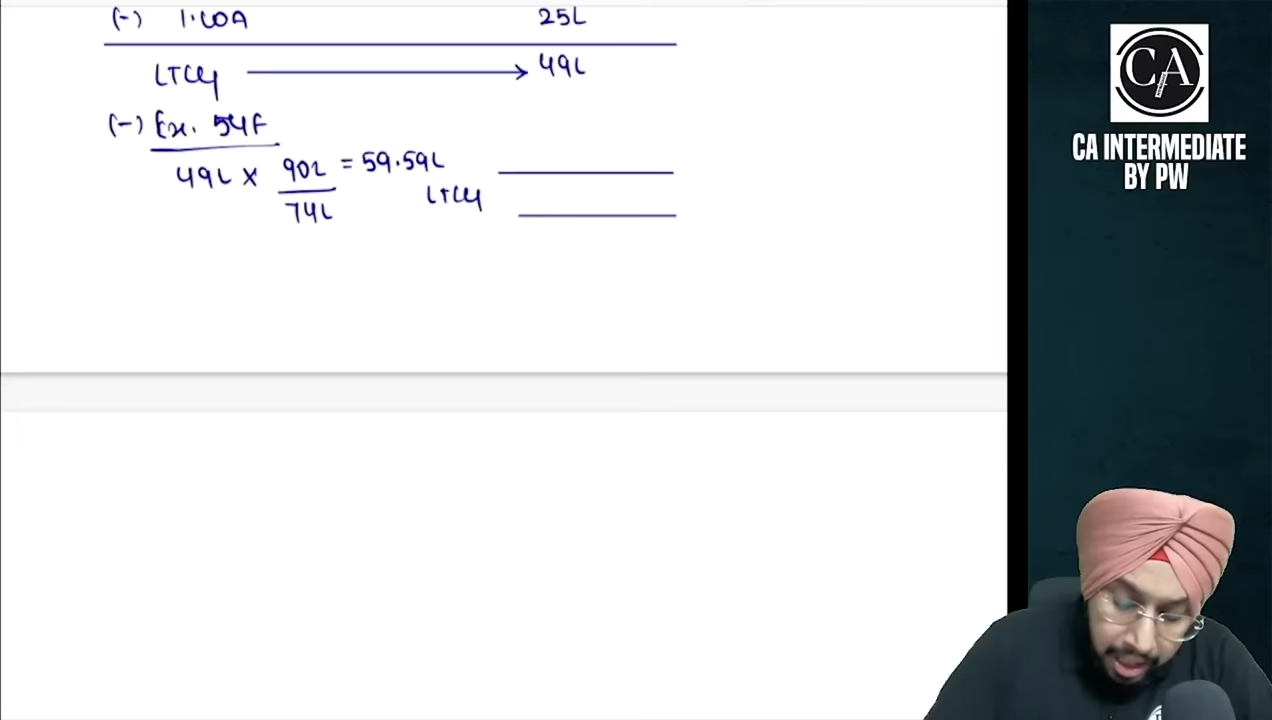 (-) I.COA 25L
LTCG → 49L
(-) Ex. 54F
49L × 90L = 59.59L
74L
LTCG
CA
CA INTERMEDIATE
BY PW